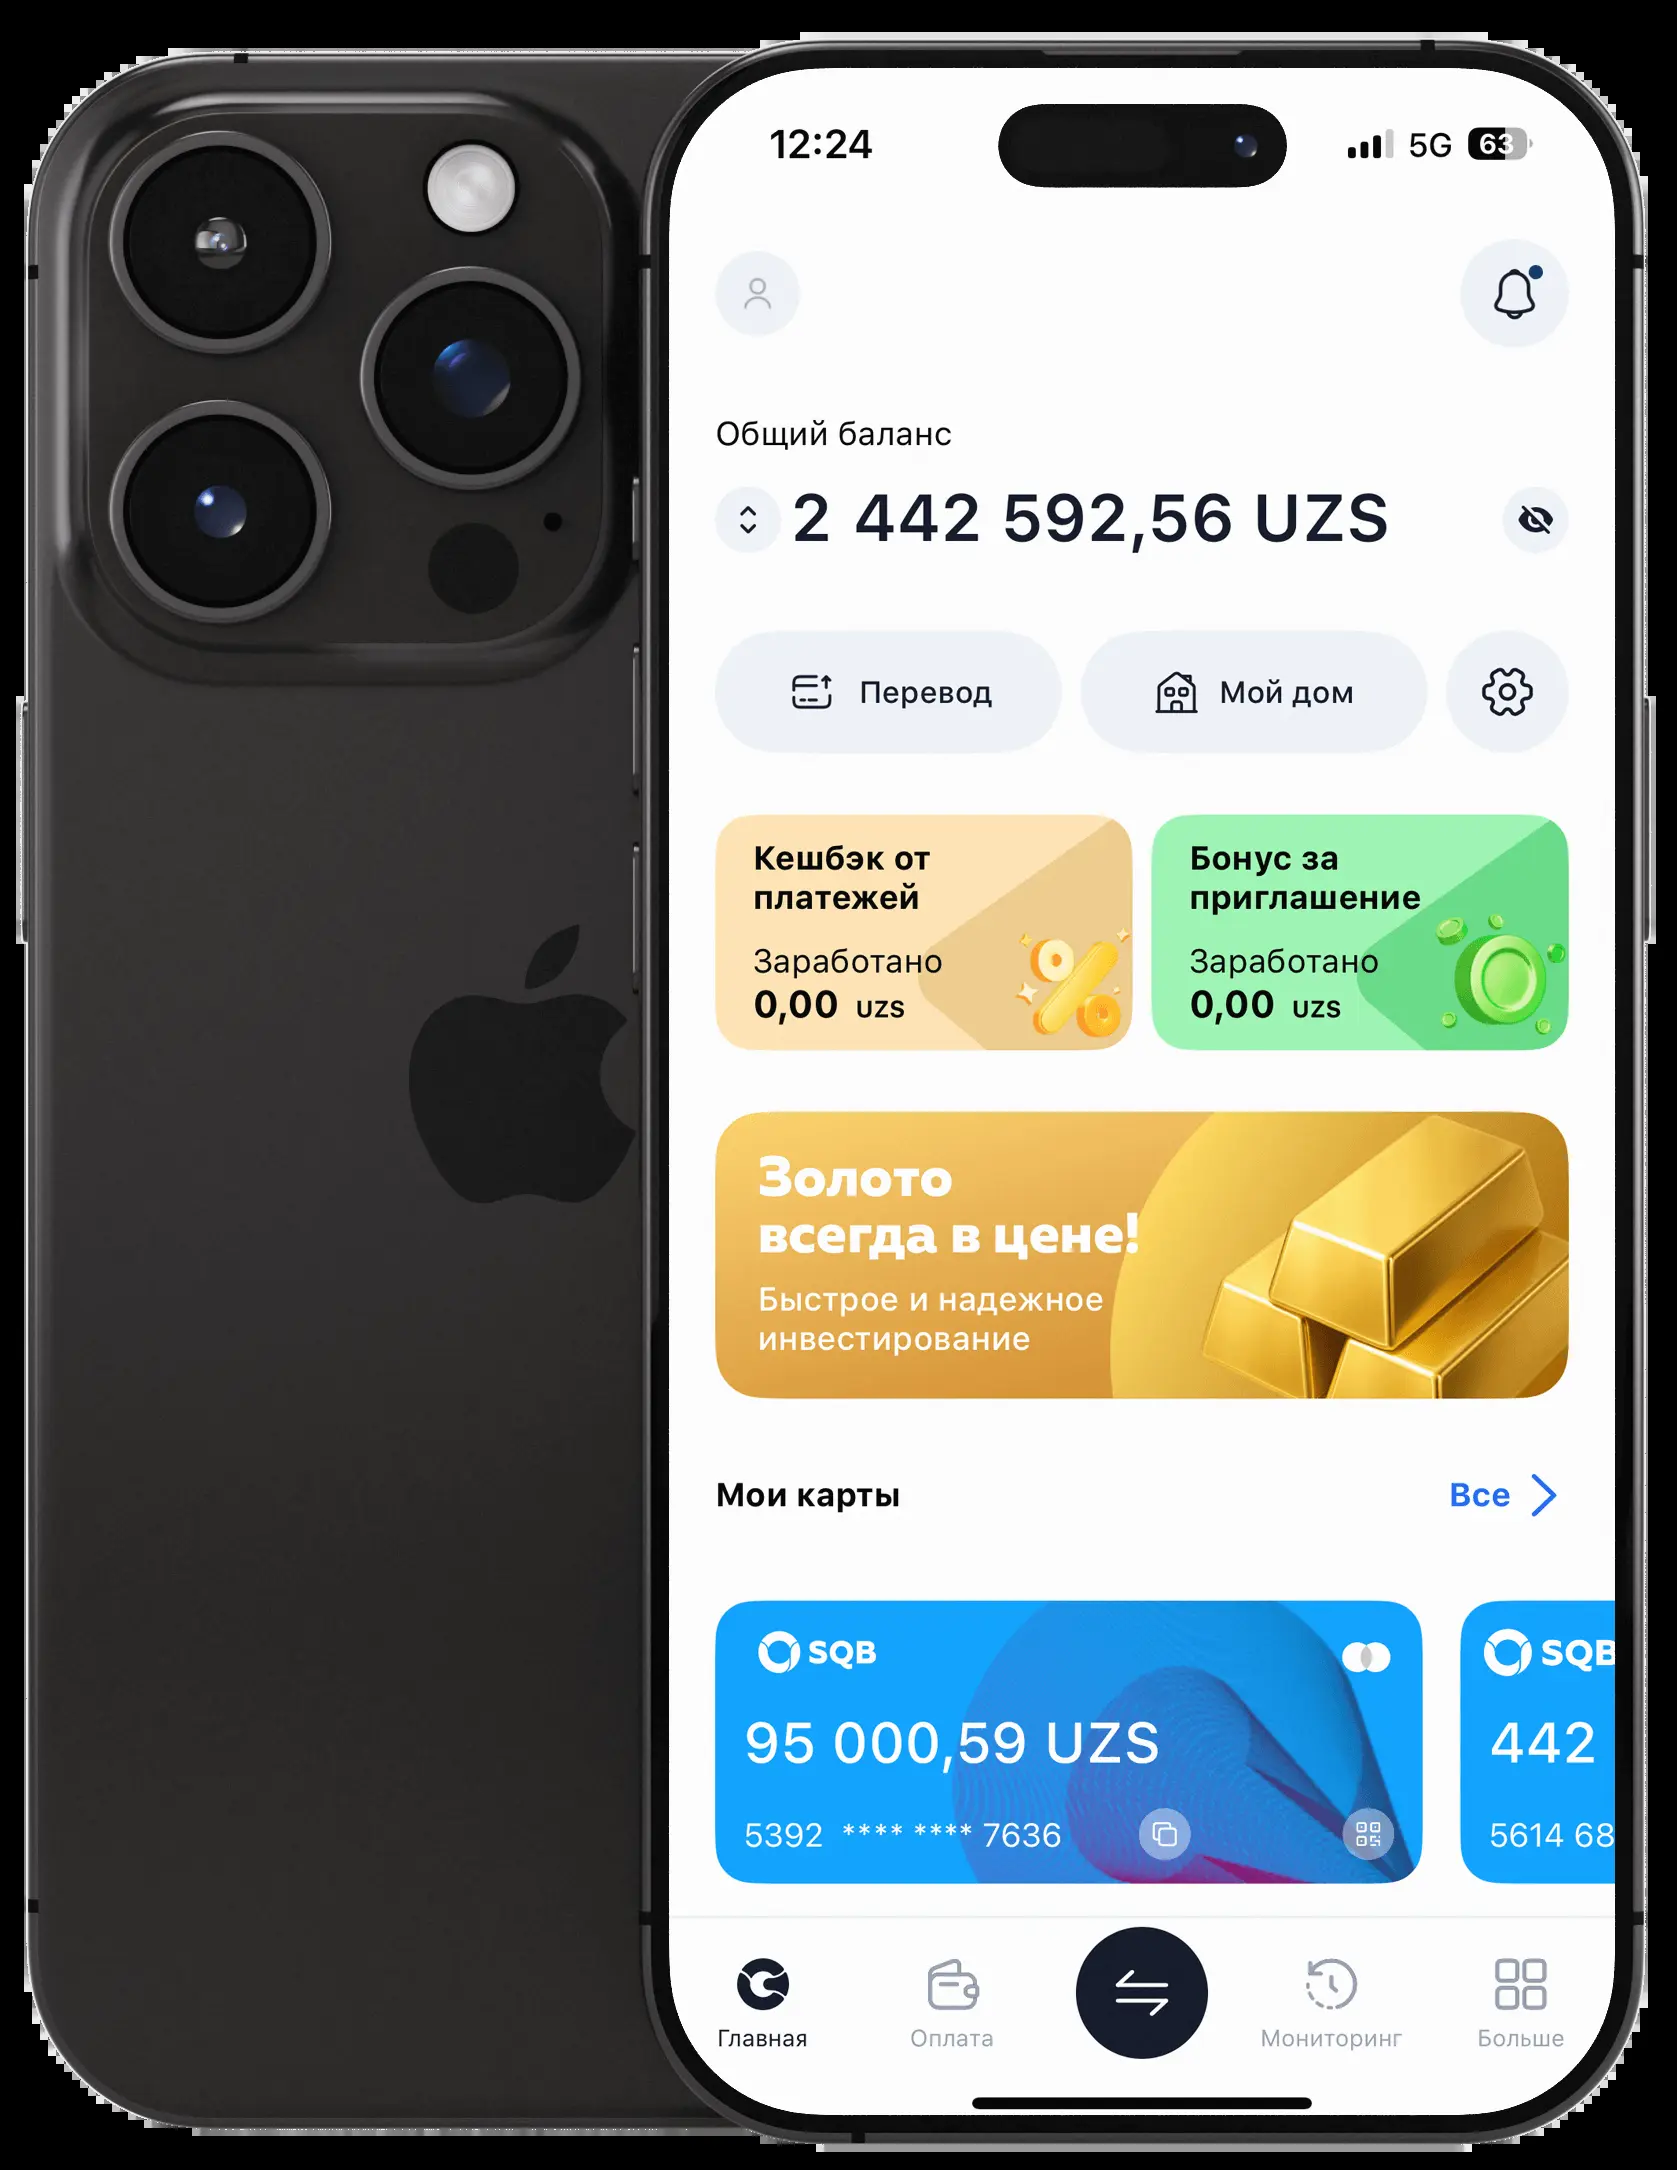 12:24
5G 63
Общий баланс
2 442 592,56 UZS
Перевод
Мой дом
Кешбэк от
платежей
Заработано
0,00 UZS
Бонус за
приглашение
Заработано
0,00 UZS
Золото
всегда в цене!
Быстрое и надежное
инвестирование
Мои карты
Все
SQB
95 000,59 UZS
5392 **** **** 7636
SQB
442
5614 68
Главная
Оплата
Мониторинг
Больше